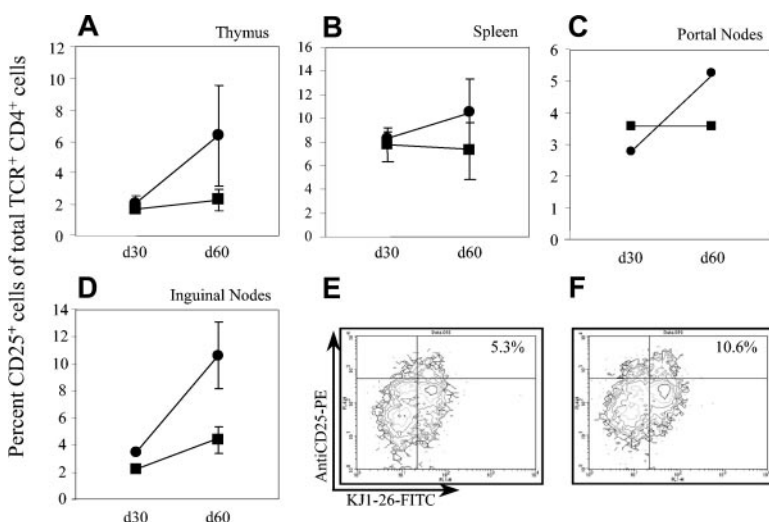 Percent CD25+ cells of total TCR+ CD4+ cells
A
Thymus
12
10
8
6
4
2
0
d30
d60
B
Spleen
16
14
12
10
8
6
4
2
0
d30
d60
C
Portal Nodes
6
5
4
3
2
1
0
d30
d60
D
Inguinal Nodes
14
12
10
8
6
4
2
0
d30
d60
E
5.3%
AntiCD25-PE
KJ1-26-FITC
F
10.6%